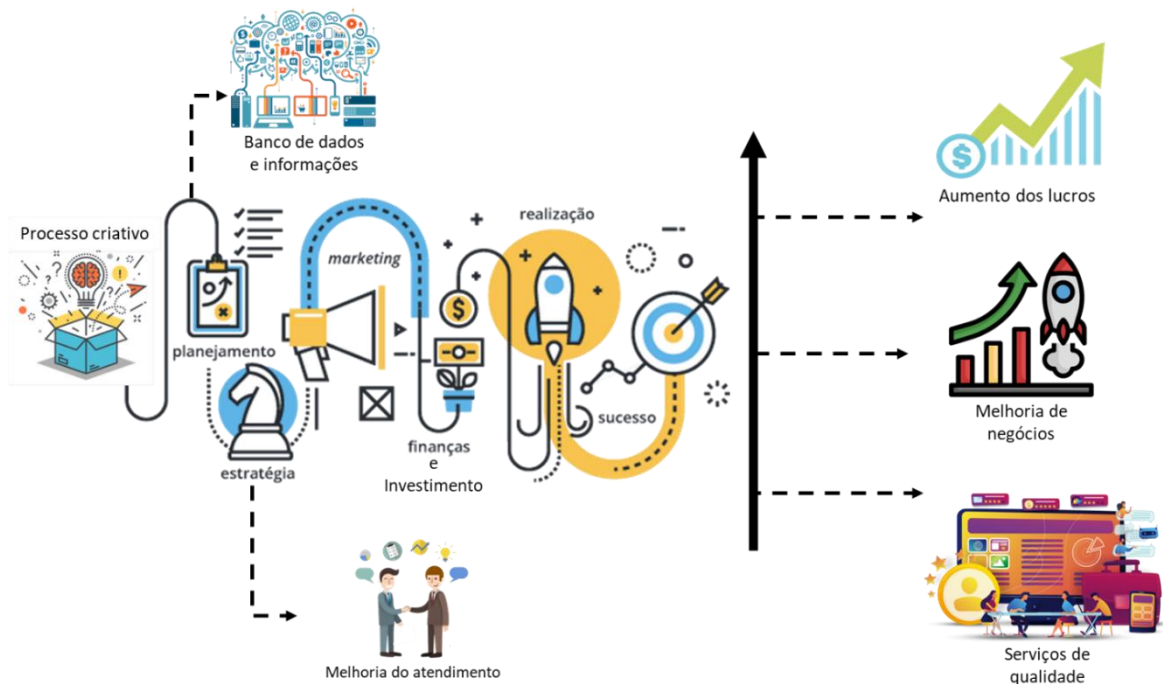 Banco de dados
e informações
Processo criativo
planejamento
estratégia
marketing
finanças
e
Investimento
realização
sucesso
Melhoria do atendimento
Aumento dos lucros
Melhoria de
negócios
Serviços de
qualidade